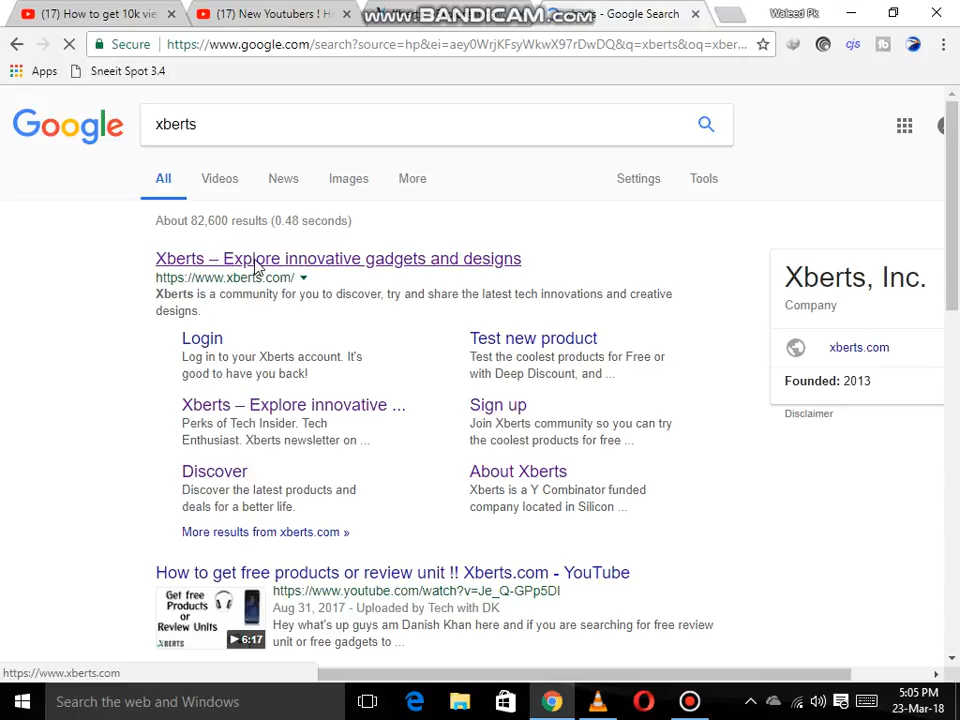 (17) How to get 10k vie
(17) New Youtubers ! H
WWW.BANDICAM.COM
- Google Search
Waleed Pk
Secure
https://www.google.com/search?source=hp&ei=aey0WrjKFsyWkwX97rDwDQ&q=xberts&oq=xber...
cjs
Apps
Sneeit Spot 3.4
Google
xberts
All
Videos
News
Images
More
Settings
Tools
About 82,600 results (0.48 seconds)
Xberts – Explore innovative gadgets and designs
https://www.xberts.com/
Xberts is a community for you to discover, try and share the latest tech innovations and creative
designs.
Login
Log in to your Xberts account. It's
good to have you back!
Test new product
Test the coolest products for Free or
with Deep Discount, and ...
Xberts – Explore innovative ...
Perks of Tech Insider. Tech
Enthusiast. Xberts newsletter on ...
Sign up
Join Xberts community so you can try
the coolest products for free ...
Discover
Discover the latest products and
deals for a better life.
About Xberts
Xberts is a Y Combinator funded
company located in Silicon ...
More results from xberts.com »
Xberts, Inc.
Company
xberts.com
Founded: 2013
Disclaimer
How to get free products or review unit !! Xberts.com - YouTube
https://www.youtube.com/watch?v=Je_Q-GPp5DI
Aug 31, 2017 - Uploaded by Tech with DK
Hey what's up guys am Danish Khan here and if you are searching for free review
unit or free gadgets to ...
Get free
Products
or
Review Units
XBERTS
6:17
https://www.xberts.com
Search the web and Windows
5:05 PM
23-Mar-18